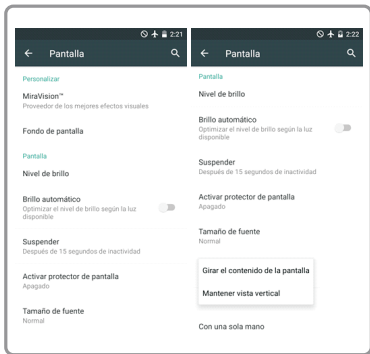 2:21
Pantalla
Personalizar
MiraVision™
Proveedor de los mejores efectos visuales
Fondo de pantalla
Pantalla
Nivel de brillo
Brillo automático
Optimizar el nivel de brillo según la luz
disponible
Suspender
Después de 15 segundos de inactividad
Activar protector de pantalla
Apagado
Tamaño de fuente
Normal
2:22
Pantalla
Pantalla
Nivel de brillo
Brillo automático
Optimizar el nivel de brillo según la luz
disponible
Suspender
Después de 15 segundos de inactividad
Activar protector de pantalla
Apagado
Tamaño de fuente
Normal
Girar el contenido de la pantalla
Mantener vista vertical
Con una sola mano